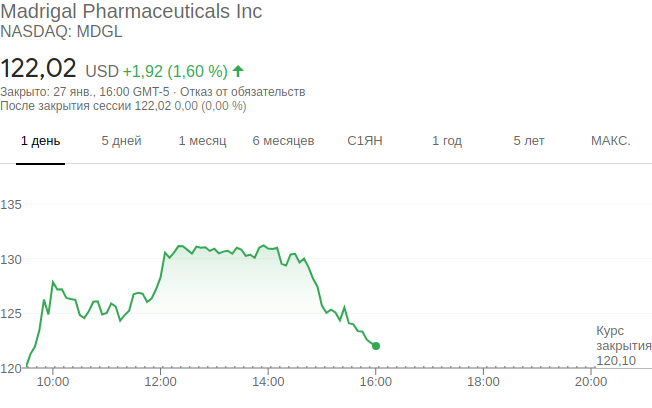 Madrigal Pharmaceuticals Inc
NASDAQ: MDGL
122,02 USD +1,92 (1,60 %)
Закрыто: 27 янв., 16:00 GMT-5 · Отказ от обязательств
После закрытия сессии 122,02 0,00 (0,00 %)
1 день 5 дней 1 месяц 6 месяцев С1ЯН 1 год 5 лет МАКС.
135
130
125
Курс
закрытия
120,10
120
10:00 12:00 14:00 16:00 18:00 20:00